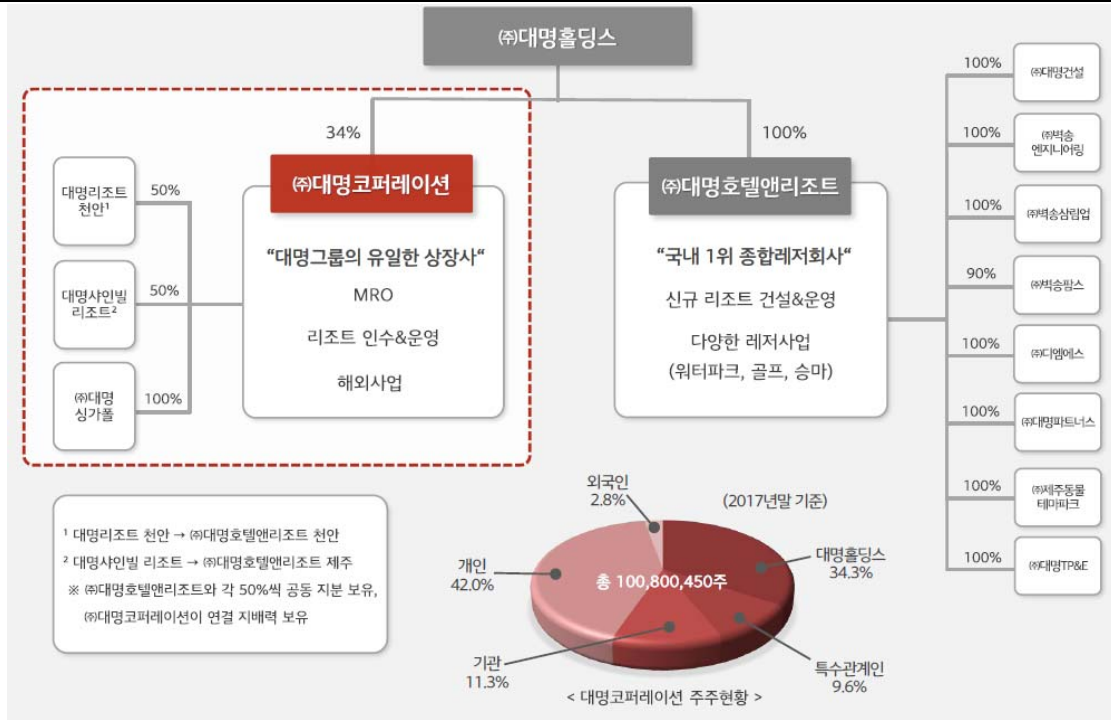 ㈜대명홀딩스
34%
100%
㈜대명코퍼레이션
“대명그룹의 유일한 상장사“
MRO
리조트 인수&운영
해외사업
대명리조트
천안¹
50%
대명샤인빌
리조트²
50%
㈜대명
싱가폴
100%
㈜대명호텔앤리조트
“국내 1위 종합레저회사“
신규 리조트 건설&운영
다양한 레저사업
(워터파크, 골프, 승마)
100%
㈜대명건설
100%
㈜벽송
엔지니어링
100%
㈜벽송삼림업
90%
㈜벽송팜스
100%
㈜디엠에스
100%
㈜대명파트너스
100%
㈜제주동물
테마파크
100%
㈜대명TP&E
¹ 대명리조트 천안 → ㈜대명호텔앤리조트 천안
² 대명샤인빌 리조트 → ㈜대명호텔앤리조트 제주
※ ㈜대명호텔앤리조트와 각 50%씩 공동 지분 보유,
㈜대명코퍼레이션이 연결 지배력 보유
(2017년말 기준)
외국인
2.8%
대명홀딩스
34.3%
개인
42.0%
총 100,800,450주
기관
11.3%
특수관계인
9.6%
< 대명코퍼레이션 주주현황 >